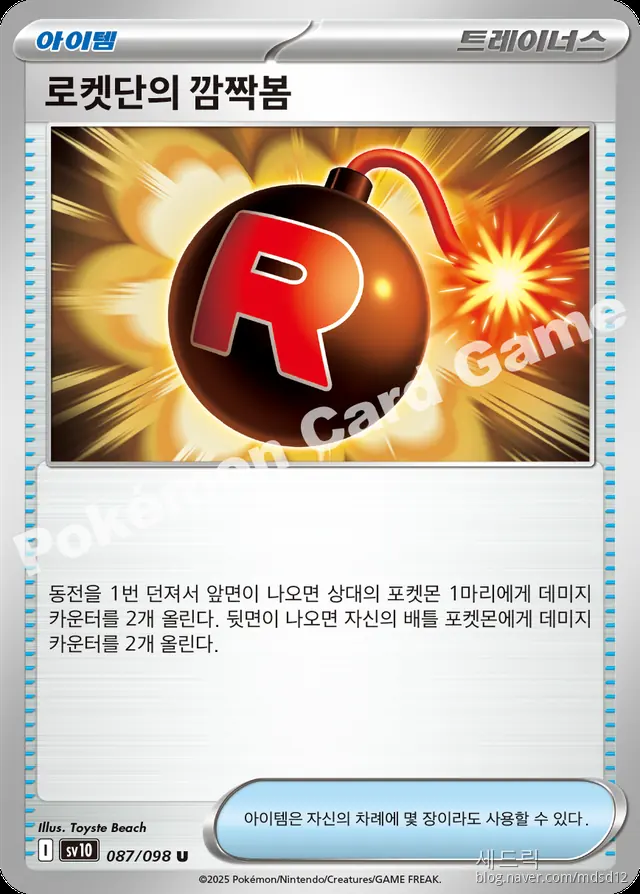 아이템
트레이너스
로켓단의 깜짝봄
R
Pokémon Card Game
동전을 1번 던져서 앞면이 나오면 상대의 포켓몬 1마리에게 데미지
카운터를 2개 올린다. 뒷면이 나오면 자신의 배틀 포켓몬에게 데미지
카운터를 2개 올린다.
아이템은 자신의 차례에 몇 장이라도 사용할 수 있다.
Illus. Toyste Beach
I sv10 087/098 U
©2025 Pokémon/Nintendo/Creatures/GAME FREAK.
세드릭
blog.naver.com/mdsd12